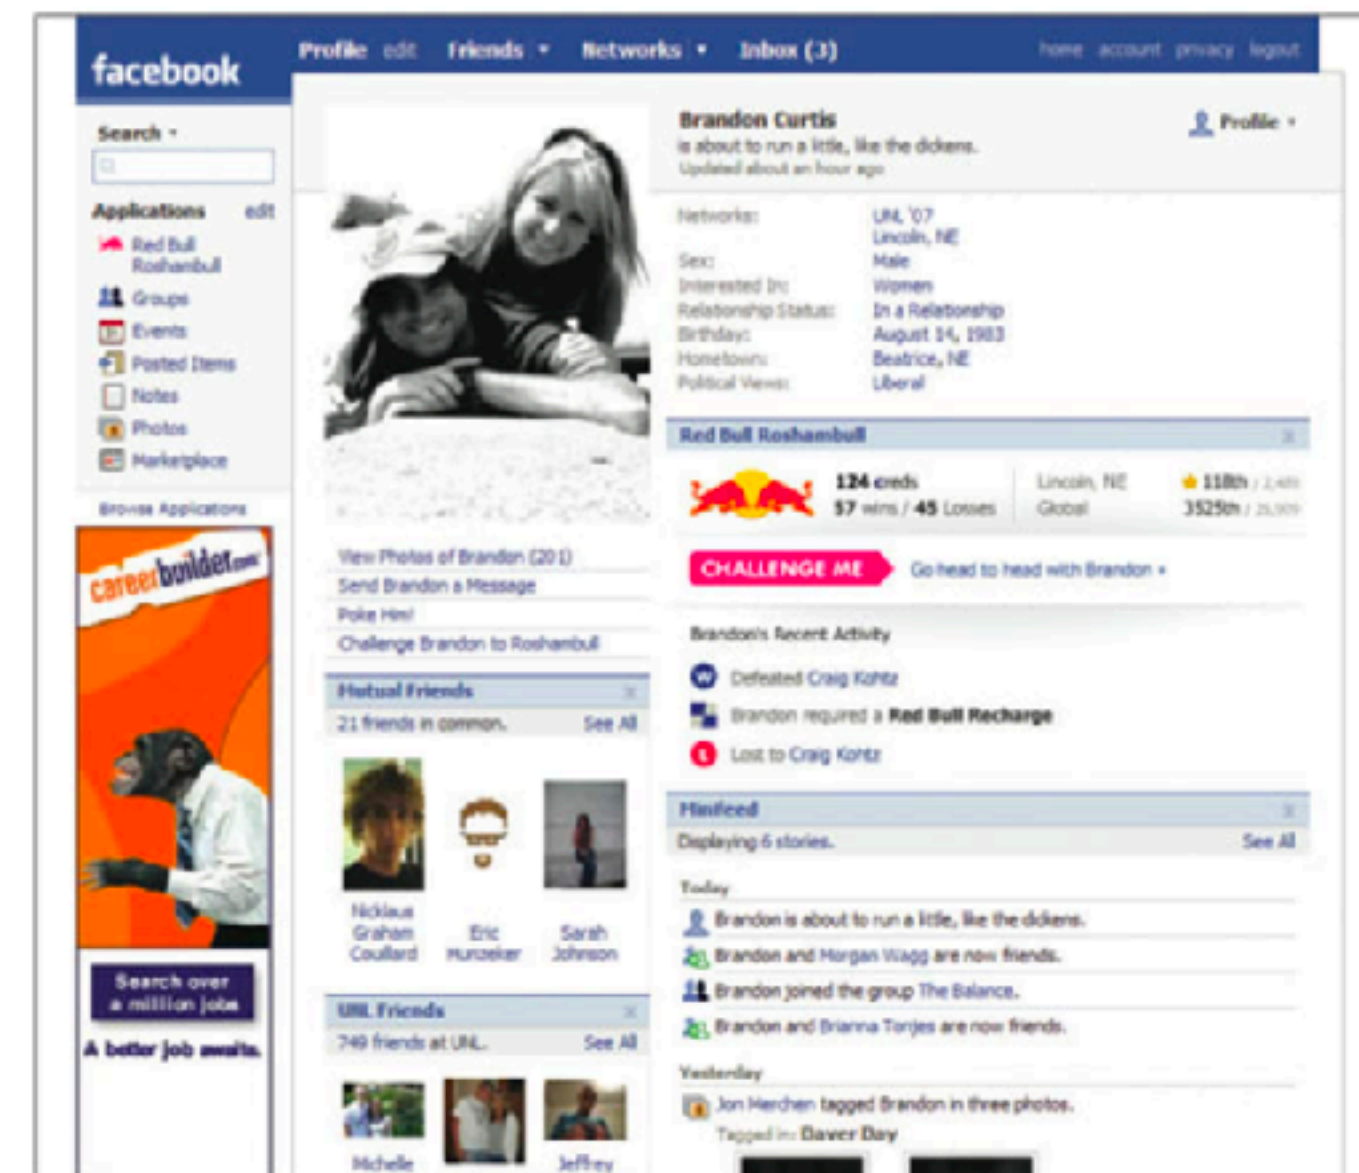 facebook
Profile edit Friends Networks Inbox (3)
home account privacy logout
Search
Applications edit
Red Bull
Roshambull
Groups
Events
Posted Items
Notes
Photos
Marketplace
Browse Applications
careerbuilder.com
Search over
a million jobs
A better job awaits.
View Photos of Brandon (201)
Send Brandon a Message
Poke Him!
Challenge Brandon to Roshambull
Mutual Friends
21 friends in common. See All
Nicklaus
Graham
Coullard
Eric
Hunzeker
Sarah
Johnson
UNL Friends
749 friends at UNL. See All
Michelle
Jeffrey
Brandon Curtis
is about to run a little, like the dickens.
Updated about an hour ago
Profile
Networks: UNL '07
Lincoln, NE
Sex: Male
Interested In: Women
Relationship Status: In a Relationship
Birthday: August 14, 1983
Hometown: Beatrice, NE
Political Views: Liberal
Red Bull Roshambull
124 creds Lincoln, NE 118th
57 wins / 45 Losses Global 3525th
CHALLENGE ME Go head to head with Brandon »
Brandon's Recent Activity
Defeated Craig Kohtz
Brandon required a Red Bull Recharge
Lost to Craig Kohtz
Minifeed
Displaying 6 stories. See All
Today
Brandon is about to run a little, like the dickens.
Brandon and Morgan Wagg are now friends.
Brandon joined the group The Balance.
Brandon and Brianna Tonjes are now friends.
Yesterday
Jon Merchen tagged Brandon in three photos.
Tagged in: Daver Day